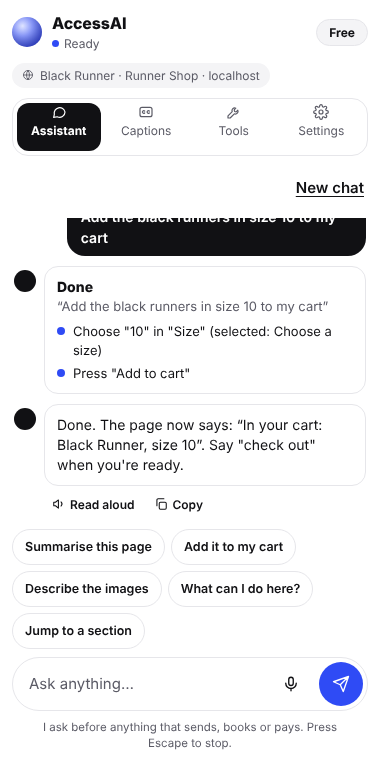 AccessAI
Ready
Free
Black Runner · Runner Shop · localhost
Assistant
Captions
Tools
Settings
New chat
Add the black runners in size 10 to my
cart
Done
“Add the black runners in size 10 to my cart”
Choose "10" in "Size" (selected: Choose a
size)
Press "Add to cart"
Done. The page now says: “In your cart:
Black Runner, size 10”. Say "check out"
when you're ready.
Read aloud
Copy
Summarise this page
Add it to my cart
Describe the images
What can I do here?
Jump to a section
Ask anything...
I ask before anything that sends, books or pays. Press
Escape to stop.